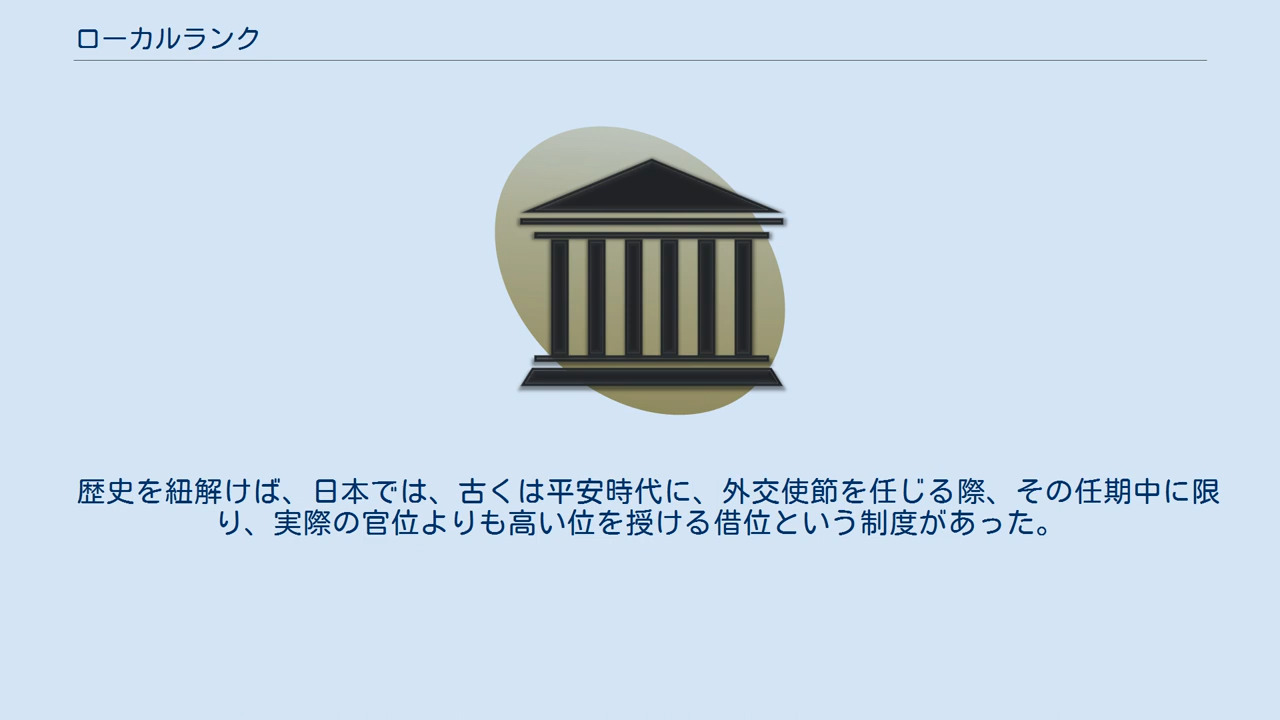 ローカルランク
歴史を紐解けば、日本では、古くは平安時代に、外交使節を任じる際、その任期中に限
り、実際の官位よりも高い位を授ける借位という制度があった。